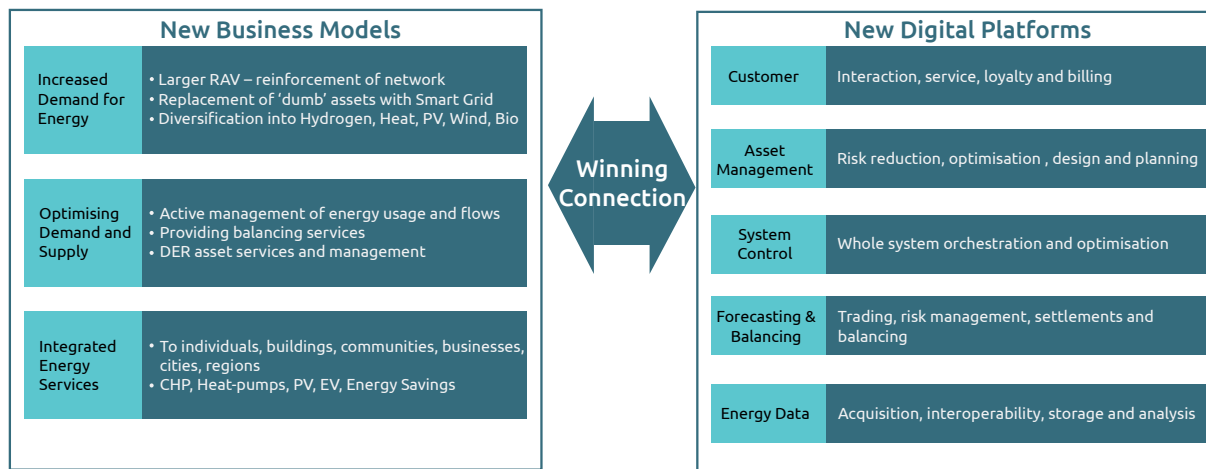 New Business Models
Increased
Demand for
Energy
• Larger RAV – reinforcement of network
• Replacement of ‘dumb’ assets with Smart Grid
• Diversification into Hydrogen, Heat, PV, Wind, Bio
Optimising
Demand and
Supply
• Active management of energy usage and flows
• Providing balancing services
• DER asset services and management
Integrated
Energy
Services
• To individuals, buildings, communities, businesses,
cities, regions
• CHP, Heat-pumps, PV, EV, Energy Savings
Winning
Connection
New Digital Platforms
Customer
Interaction, service, loyalty and billing
Asset
Management
Risk reduction, optimisation , design and planning
System
Control
Whole system orchestration and optimisation
Forecasting &
Balancing
Trading, risk management, settlements and
balancing
Energy Data
Acquisition, interoperability, storage and analysis